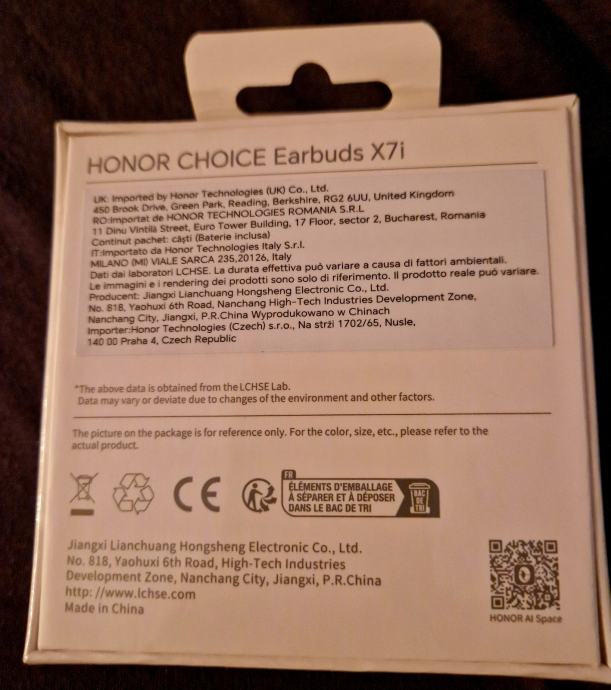 HONOR CHOICE Earbuds X7i
UK: Imported by Honor Technologies (UK) Co., Ltd.
450 Brook Drive, Green Park, Reading, Berkshire, RG2 6UU, United Kingdom
RO:Importat de HONOR TECHNOLOGIES ROMANIA S.R.L
11 Dinu Vintilă Street, Euro Tower Building, 17 Floor, sector 2, Bucharest, Romania
Continut pachet: căști (Baterie inclusa)
IT:Importato da Honor Technologies Italy S.r.l.
MILANO (MI) VIALE SARCA 235,20126, Italy
Dati dai laboratori LCHSE. La durata effettiva può variare a causa di fattori ambientali.
Le immagini e i rendering dei prodotti sono solo di riferimento. Il prodotto reale può variare.
Producent: Jiangxi Lianchuang Hongsheng Electronic Co., Ltd.
No. 818, Yaohuxi 6th Road, Nanchang High-Tech Industries Development Zone,
Nanchang City, Jiangxi, P.R.China Wyprodukowano w Chinach
Importer:Honor Technologies (Czech) s.r.o., Na strži 1702/65, Nusle,
140 00 Praha 4, Czech Republic
*The above data is obtained from the LCHSE Lab.
Data may vary or deviate due to changes of the environment and other factors.
The picture on the package is for reference only. For the color, size, etc., please refer to the
actual product.
CE
FR
ÉLÉMENTS D'EMBALLAGE
À SÉPARER ET À DÉPOSER
DANS LE BAC DE TRI
BAC
DE
TRI
Jiangxi Lianchuang Hongsheng Electronic Co., Ltd.
No. 818, Yaohuxi 6th Road, High-Tech Industries
Development Zone, Nanchang City, Jiangxi, P.R.China
http: //www.lchse.com
Made in China
HONOR AI Space